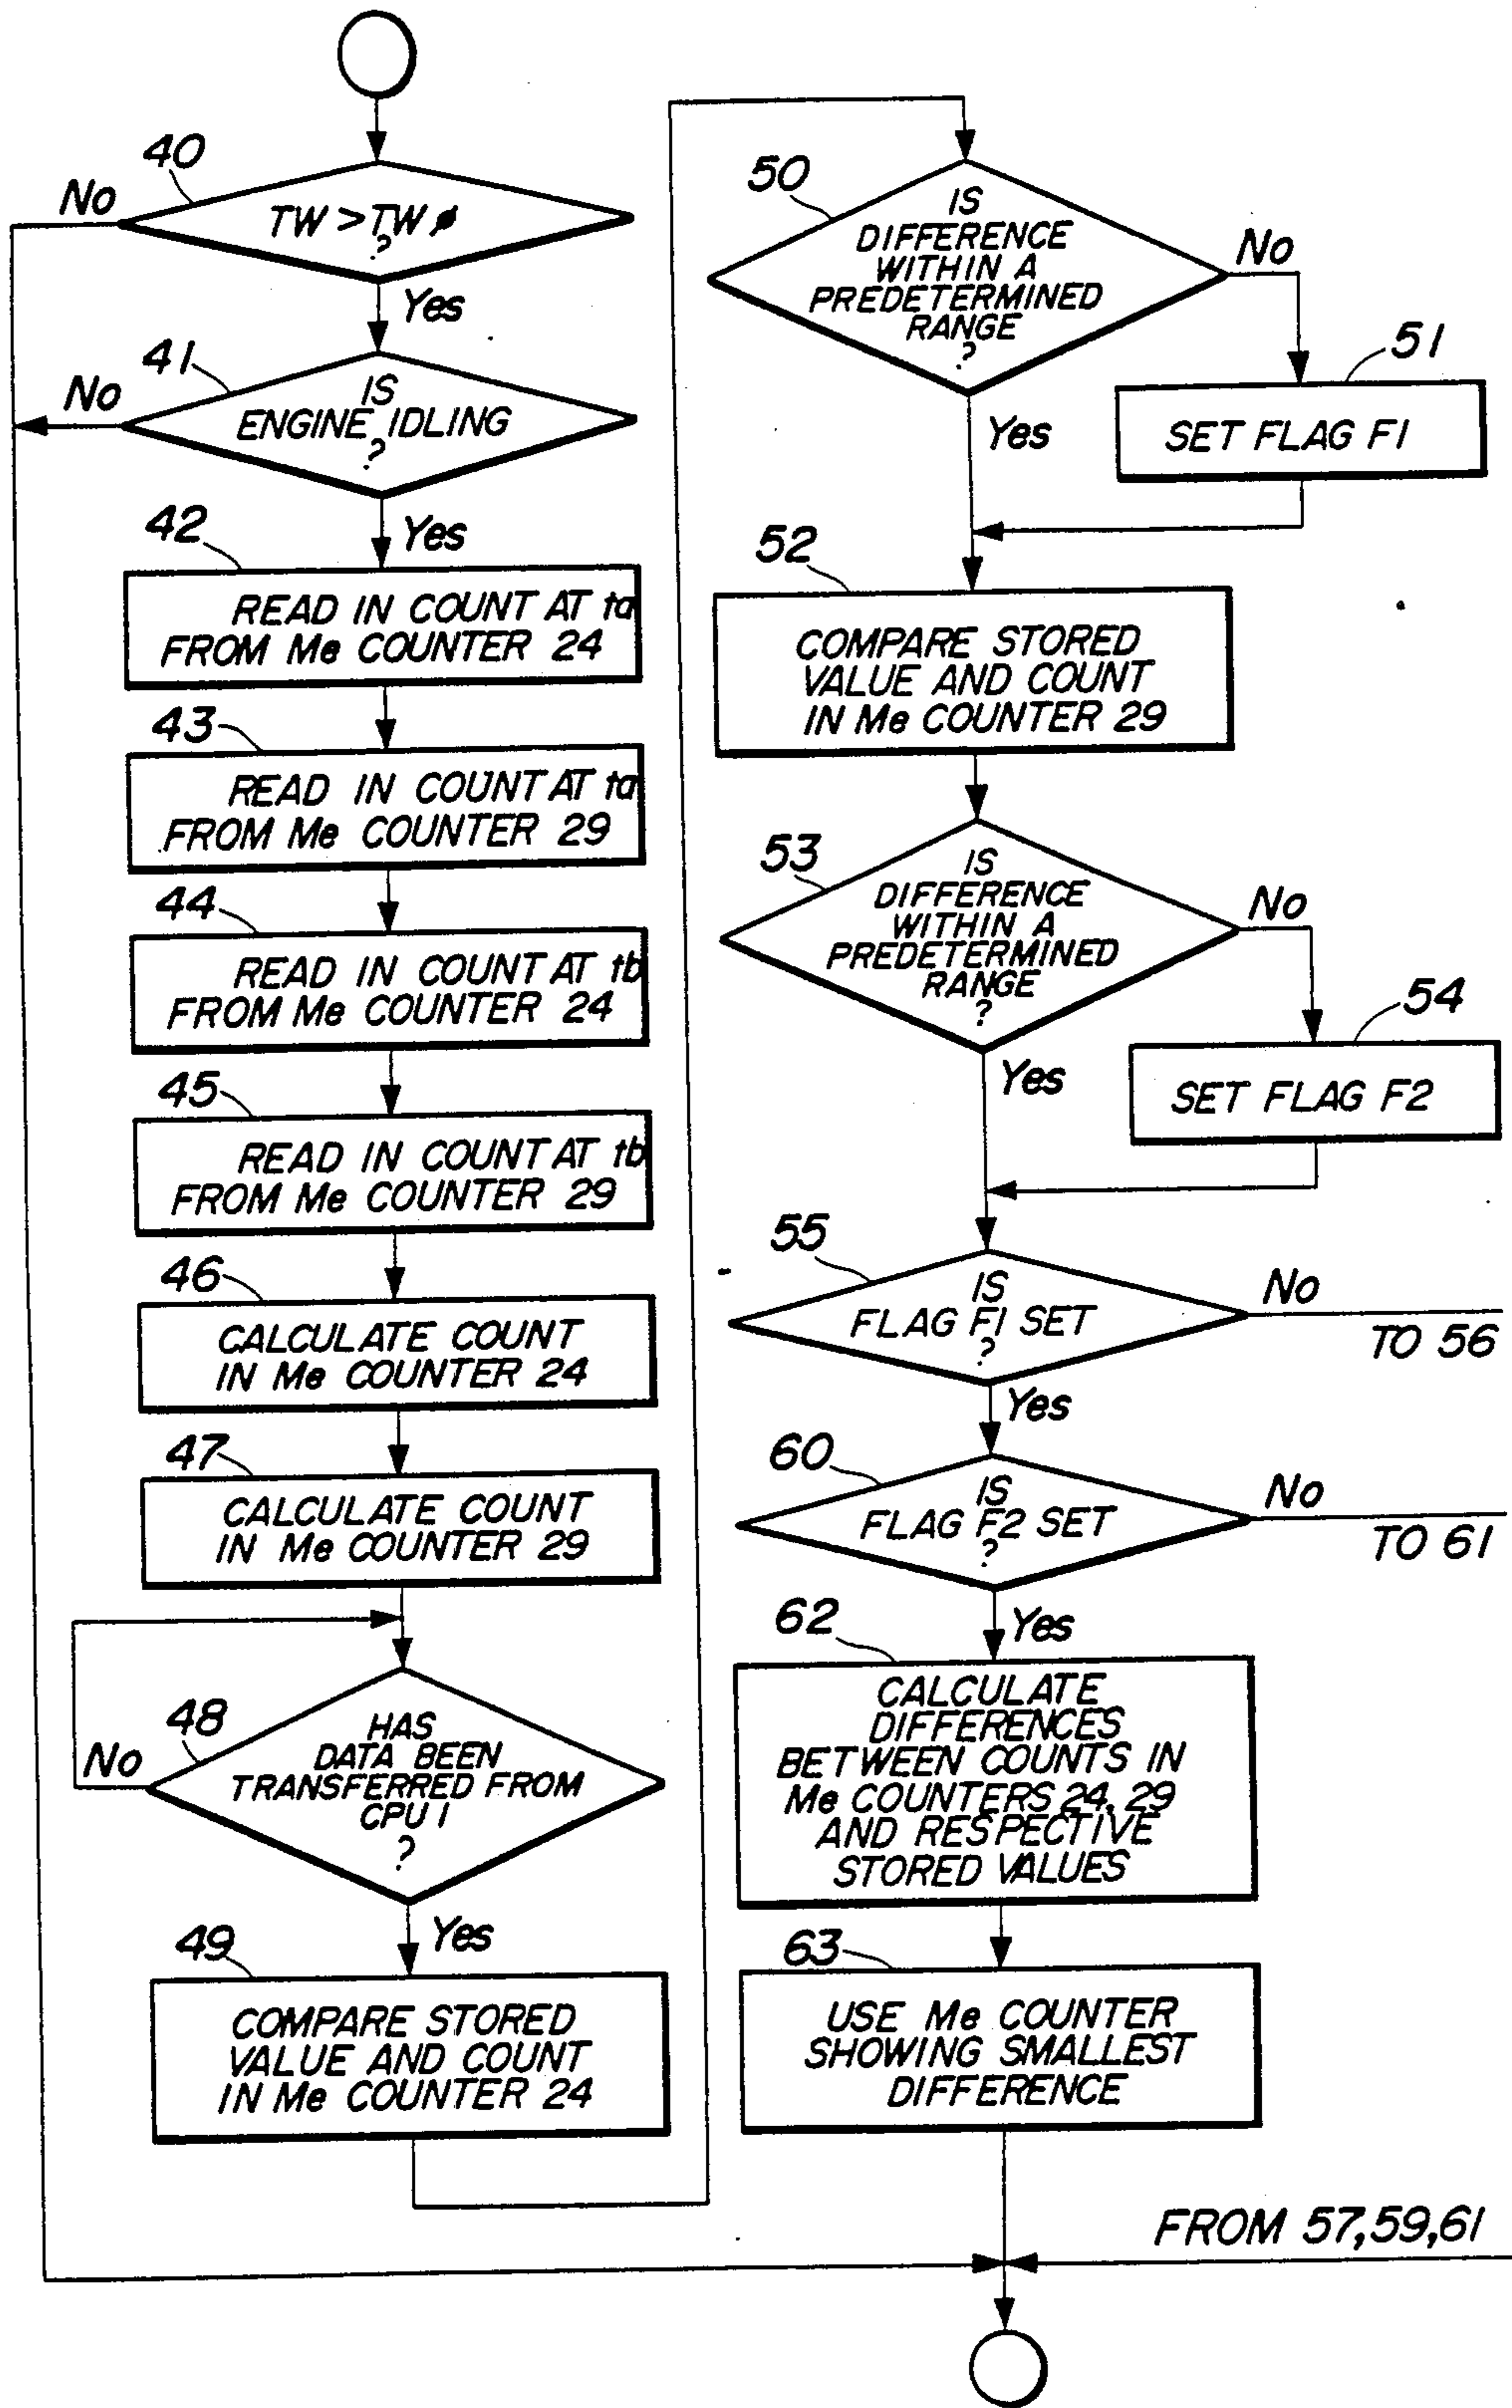 40
No
TW > TWø
?
Yes
41
No
IS
ENGINE IDLING
?
Yes
42
READ IN COUNT AT ta
FROM Me COUNTER 24
43
READ IN COUNT AT ta
FROM Me COUNTER 29
44
READ IN COUNT AT tb
FROM Me COUNTER 24
45
READ IN COUNT AT tb
FROM Me COUNTER 29
46
CALCULATE COUNT
IN Me COUNTER 24
47
CALCULATE COUNT
IN Me COUNTER 29
48
No
HAS
DATA BEEN
TRANSFERRED FROM
CPU 1
?
Yes
49
COMPARE STORED
VALUE AND COUNT
IN Me COUNTER 24
50
IS
DIFFERENCE
WITHIN A
PREDETERMINED
RANGE
?
No
Yes
51
SET FLAG F1
52
COMPARE STORED
VALUE AND COUNT
IN Me COUNTER 29
53
IS
DIFFERENCE
WITHIN A
PREDETERMINED
RANGE
?
No
Yes
54
SET FLAG F2
55
IS
FLAG F1 SET
?
No
TO 56
Yes
60
IS
FLAG F2 SET
?
No
TO 61
Yes
62
CALCULATE
DIFFERENCES
BETWEEN COUNTS IN
Me COUNTERS 24, 29
AND RESPECTIVE
STORED VALUES
63
USE Me COUNTER
SHOWING SMALLEST
DIFFERENCE
FROM 57,59,61